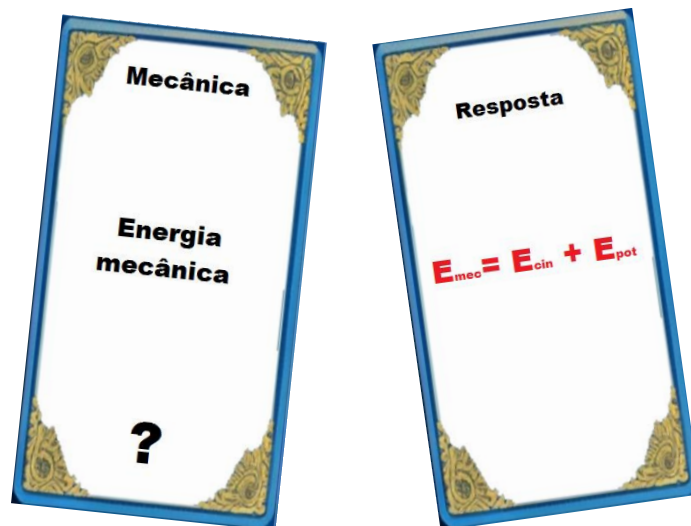 Mecânica
Energia
mecânica
?
Resposta
Emec= Ecin + Epot